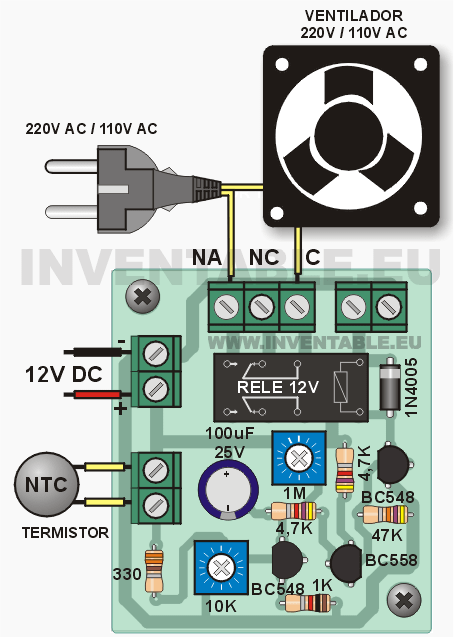 VENTILADOR
220V / 110V AC
220V AC / 110V AC
INVENTABLE.EU
NA NC C
WWW.INVENTABLE.EU
-
12V DC
+
RELE 12V
1N4005
100uF
25V
1M
4,7K
BC548
NTC
TERMISTOR
4,7K
47K
330
BC548
BC558
10K
1K